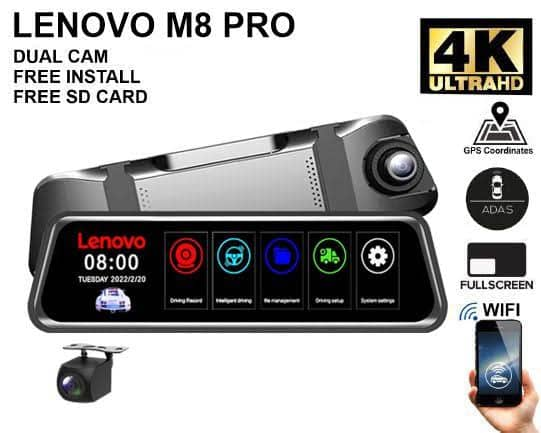 LENOVO M8 PRO
DUAL CAM
FREE INSTALL
FREE SD CARD
4K
ULTRAHD
GPS Coordinates
ADAS
FULLSCREEN
WIFI
Lenovo
08:00
TUESDAY 2022/2/20
Driving Record
Intelligent driving
file management
Driving setup
System settings